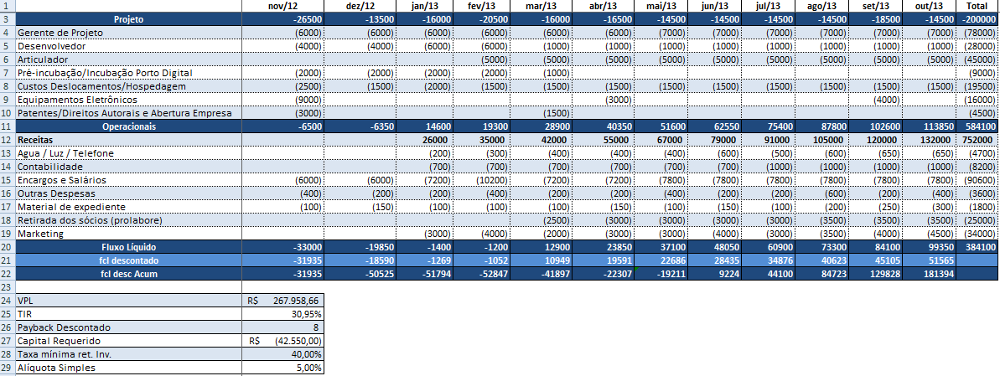 1 nov/12 dez/12 jan/13 fev/13 mar/13 abr/13 mai/13 jun/13 jul/13 ago/13 set/13 out/13 Total
3 Projeto -26500 -13500 -16000 -20500 -16000 -16500 -14500 -14500 -14500 -14500 -18500 -14500 -200000
4 Gerente de Projeto (6000) (6000) (6000) (6000) (6000) (6000) (7000) (7000) (7000) (7000) (7000) (7000) (78000)
5 Desenvolvedor (4000) (4000) (6000) (6000) (1000) (1000) (1000) (1000) (1000) (1000) (1000) (1000) (28000)
6 Articulador (5000) (5000) (5000) (5000) (5000) (5000) (5000) (5000) (5000) (45000)
7 Pré-incubação/Incubação Porto Digital (2000) (2000) (2000) (2000) (1000) (9000)
8 Custos Deslocamentos/Hospedagem (2500) (1500) (2000) (1500) (1500) (1500) (1500) (1500) (1500) (1500) (1500) (1500) (19500)
9 Equipamentos Eletrônicos (9000) (3000) (4000) (16000)
10 Patentes/Direitos Autorais e Abertura Empresa (3000) (1500) (4500)
11 Operacionais -6500 -6350 14600 19300 28900 40350 51600 62550 75400 87800 102600 113850 584100
12 Receitas 26000 35000 42000 55000 67000 79000 91000 105000 120000 132000 752000
13 Agua / Luz / Telefone (200) (300) (400) (400) (400) (600) (500) (600) (650) (650) (4700)
14 Contabilidade (700) (700) (700) (700) (700) (700) (1000) (1000) (1000) (1000) (8200)
15 Encargos e Salários (6000) (6000) (7200) (10200) (7200) (7200) (7800) (7800) (7800) (7800) (7800) (7800) (90600)
16 Outras Despesas (400) (200) (200) (400) (200) (200) (400) (200) (200) (600) (200) (400) (3600)
17 Material de expediente (100) (150) (100) (100) (100) (150) (100) (150) (100) (200) (250) (300) (1800)
18 Retirada dos sócios (prolabore) (2500) (3000) (3000) (3000) (3000) (3500) (3500) (3500) (25000)
19 Marketing (3000) (4000) (2000) (3000) (3000) (4000) (3000) (3500) (4000) (4500) (34000)
20 Fluxo Líquido -33000 -19850 -1400 -1200 12900 23850 37100 48050 60900 73300 84100 99350 384100
21 fcl descontado -31935 -18590 -1269 -1052 10949 19591 22686 28435 34876 40623 45105 51565
22 fcl desc Acum -31935 -50525 -51794 -52847 -41897 -22307 -19211 9224 44100 84723 129828 181394
23
24 VPL R$ 267.958,66
25 TIR 30,95%
26 Payback Descontado 8
27 Capital Requerido R$ (42.550,00)
28 Taxa mínima ret. Inv. 40,00%
29 Alíquota Simples 5,00%